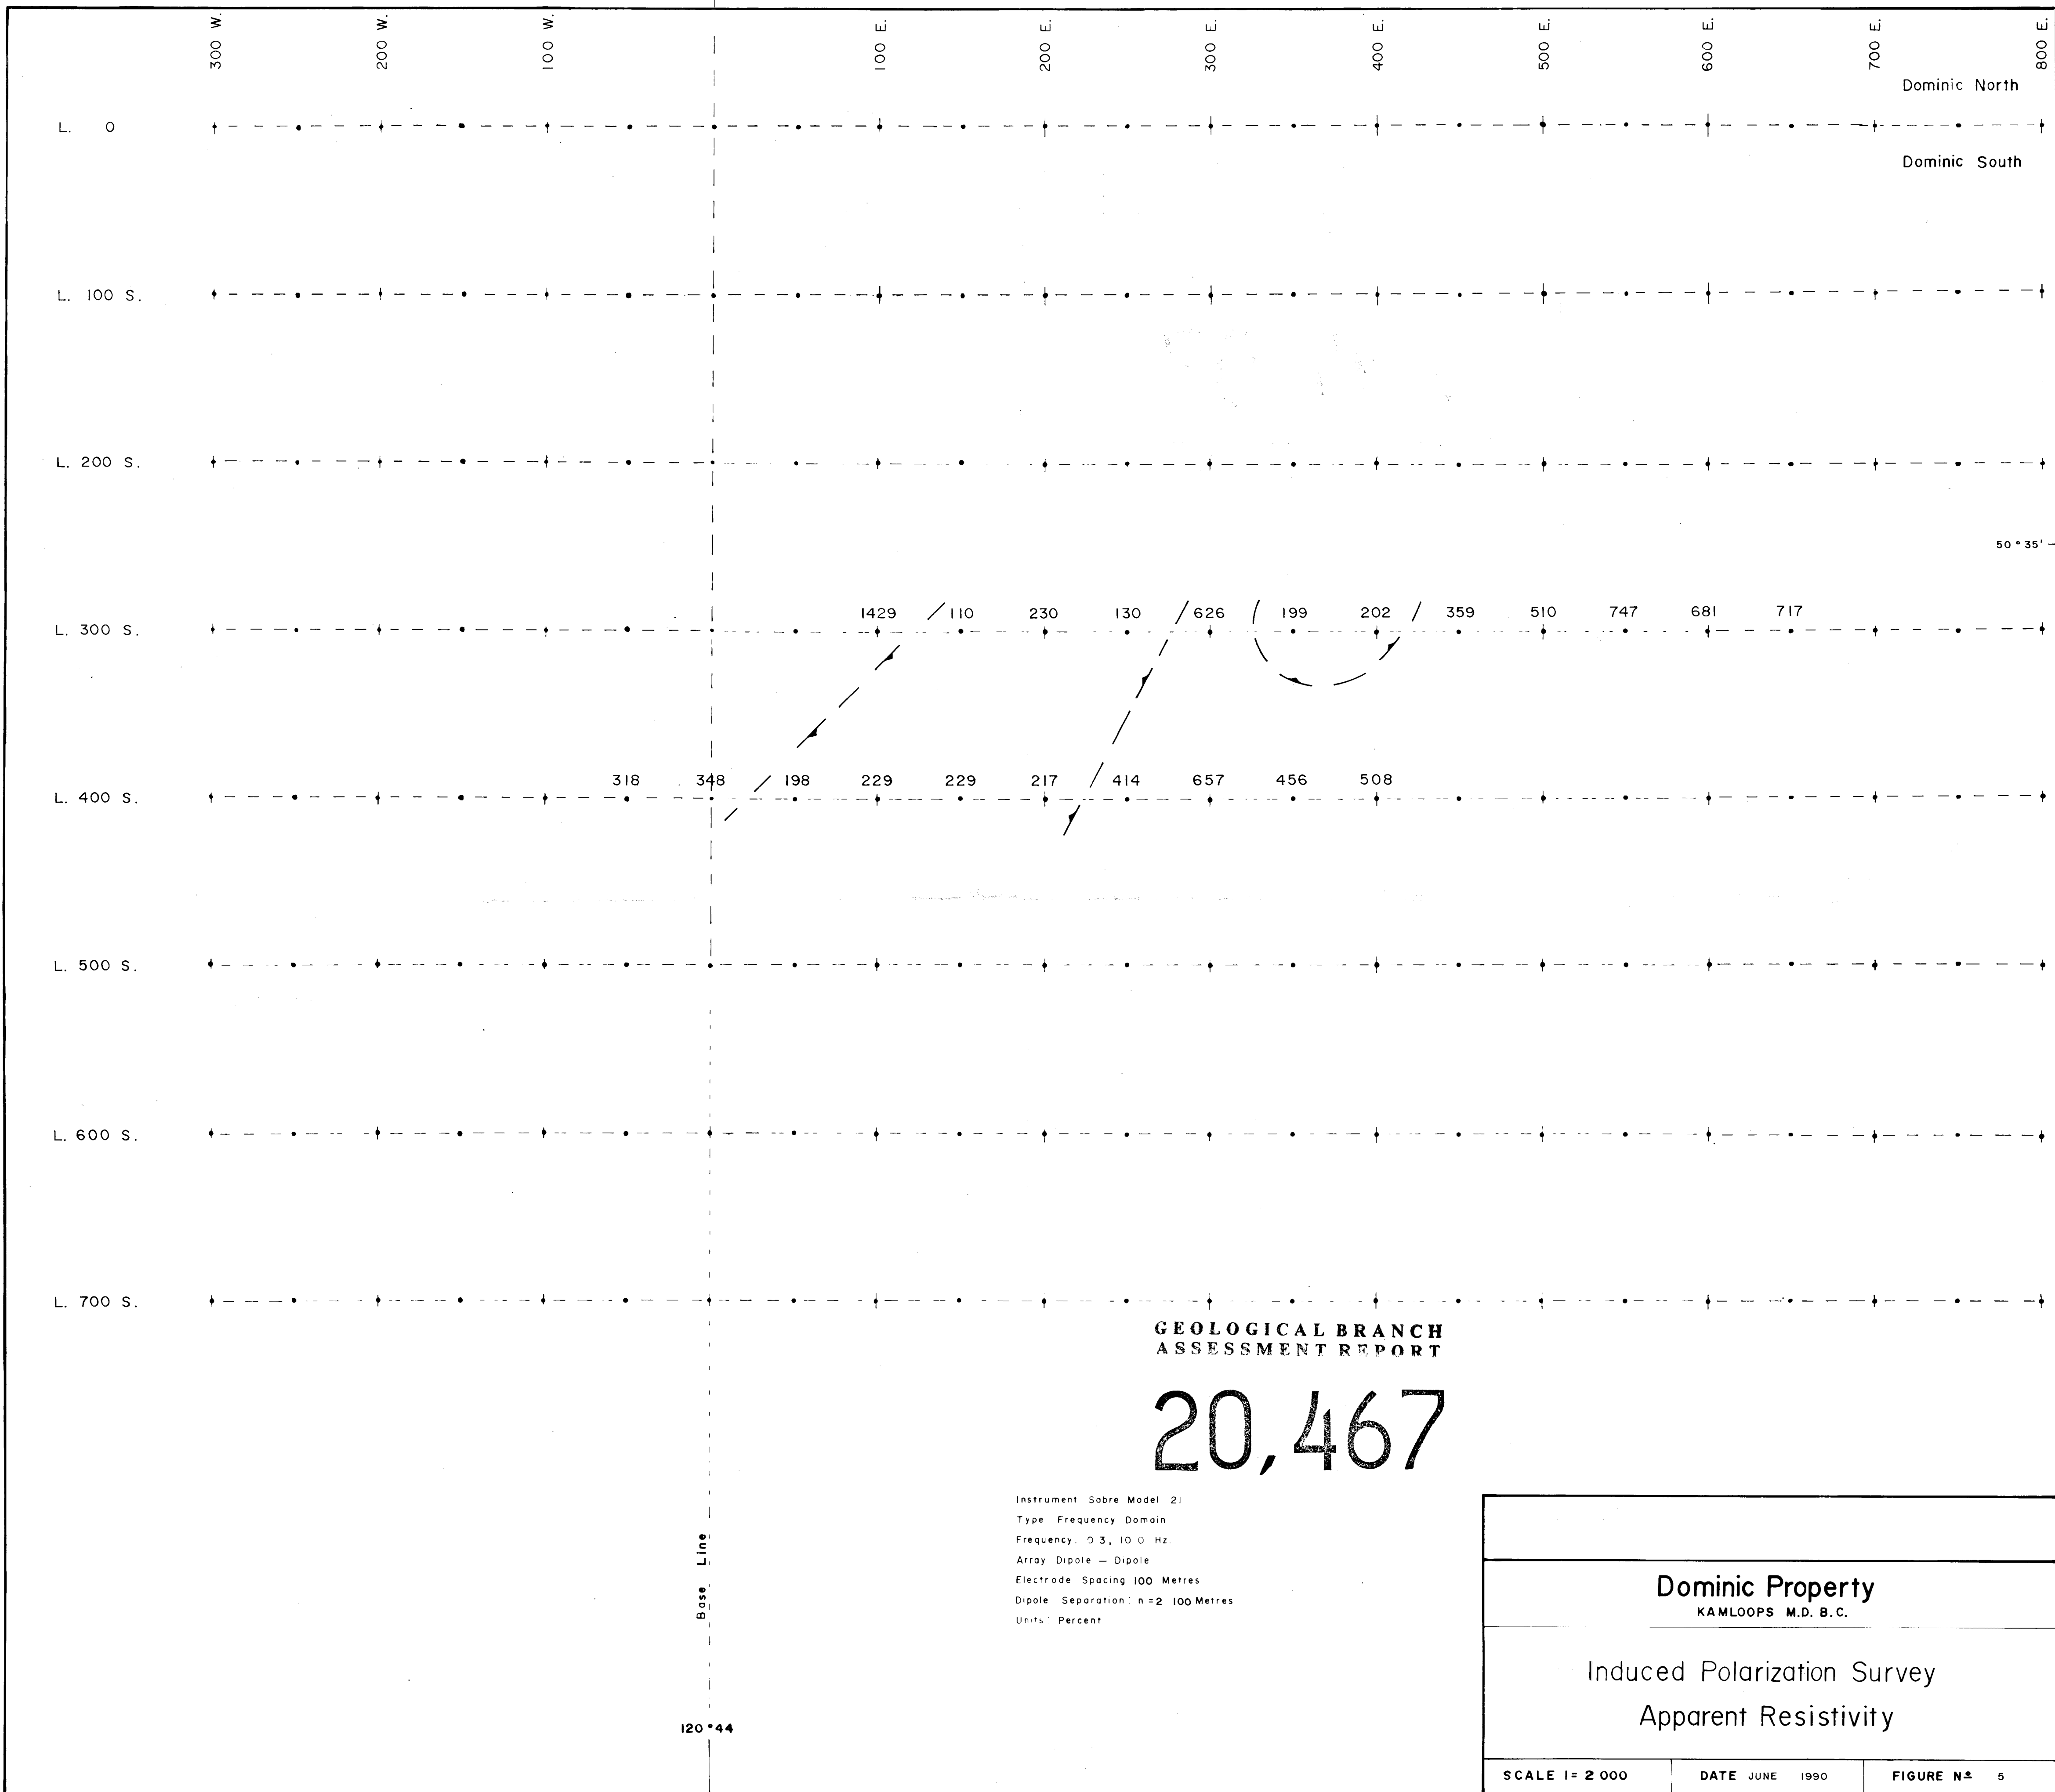 300 W. 200 W. 100 W. 100 E. 200 E. 300 E. 400 E. 500 E. 600 E. 700 E. 800 E.
Dominic North
L. 0
Dominic South
L. 100 S.
L. 200 S.
50° 35'
L. 300 S. 1429 110 230 130 626 199 202 359 510 747 681 717
L. 400 S. 318 348 198 229 229 217 414 657 456 508
L. 500 S.
L. 600 S.
L. 700 S.
GEOLOGICAL BRANCH
ASSESSMENT REPORT
20,467
Instrument Sabre Model 21
Type Frequency Domain
Frequency: 0.3, 10.0 Hz.
Array Dipole — Dipole
Electrode Spacing 100 Metres
Dipole Separation: n=2 100 Metres
Units: Percent
Base Line
120°44
Dominic Property
KAMLOOPS M.D. B.C.
Induced Polarization Survey
Apparent Resistivity
SCALE 1= 2 000 DATE JUNE 1990 FIGURE Nº 5